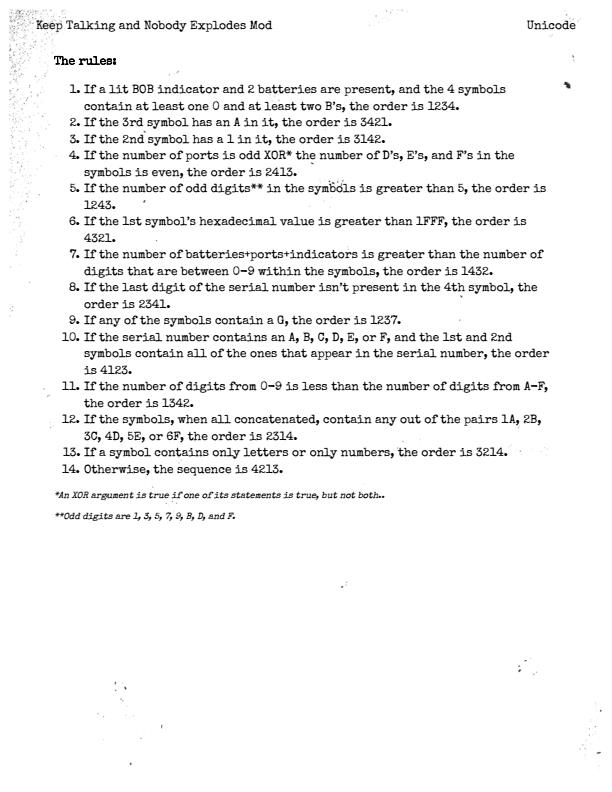 Keep Talking and Nobody Explodes Mod Unicode
The rules:
1. If a lit BOB indicator and 2 batteries are present, and the 4 symbols
contain at least one 0 and at least two B's, the order is 1234.
2. If the 3rd symbol has an A in it, the order is 3421.
3. If the 2nd symbol has a 1 in it, the order is 3142.
4. If the number of ports is odd XOR* the number of D's, E's, and F's in the
symbols is even, the order is 2413.
5. If the number of odd digits** in the symbols is greater than 5, the order is
1243.
6. If the 1st symbol's hexadecimal value is greater than 1FFF, the order is
4321.
7. If the number of batteries+ports+indicators is greater than the number of
digits that are between 0-9 within the symbols, the order is 1432.
8. If the last digit of the serial number isn't present in the 4th symbol, the
order is 2341.
9. If any of the symbols contain a G, the order is 1237.
10. If the serial number contains an A, B, C, D, E, or F, and the 1st and 2nd
symbols contain all of the ones that appear in the serial number, the order
is 4123.
11. If the number of digits from 0-9 is less than the number of digits from A-F,
the order is 1342.
12. If the symbols, when all concatenated, contain any out of the pairs 1A, 2B,
3C, 4D, 5E, or 6F, the order is 2314.
13. If a symbol contains only letters or only numbers, the order is 3214.
14. Otherwise, the sequence is 4213.
*An XOR argument is true if one of its statements is true, but not both..
**Odd digits are 1, 3, 5, 7, 9, B, D, and F.